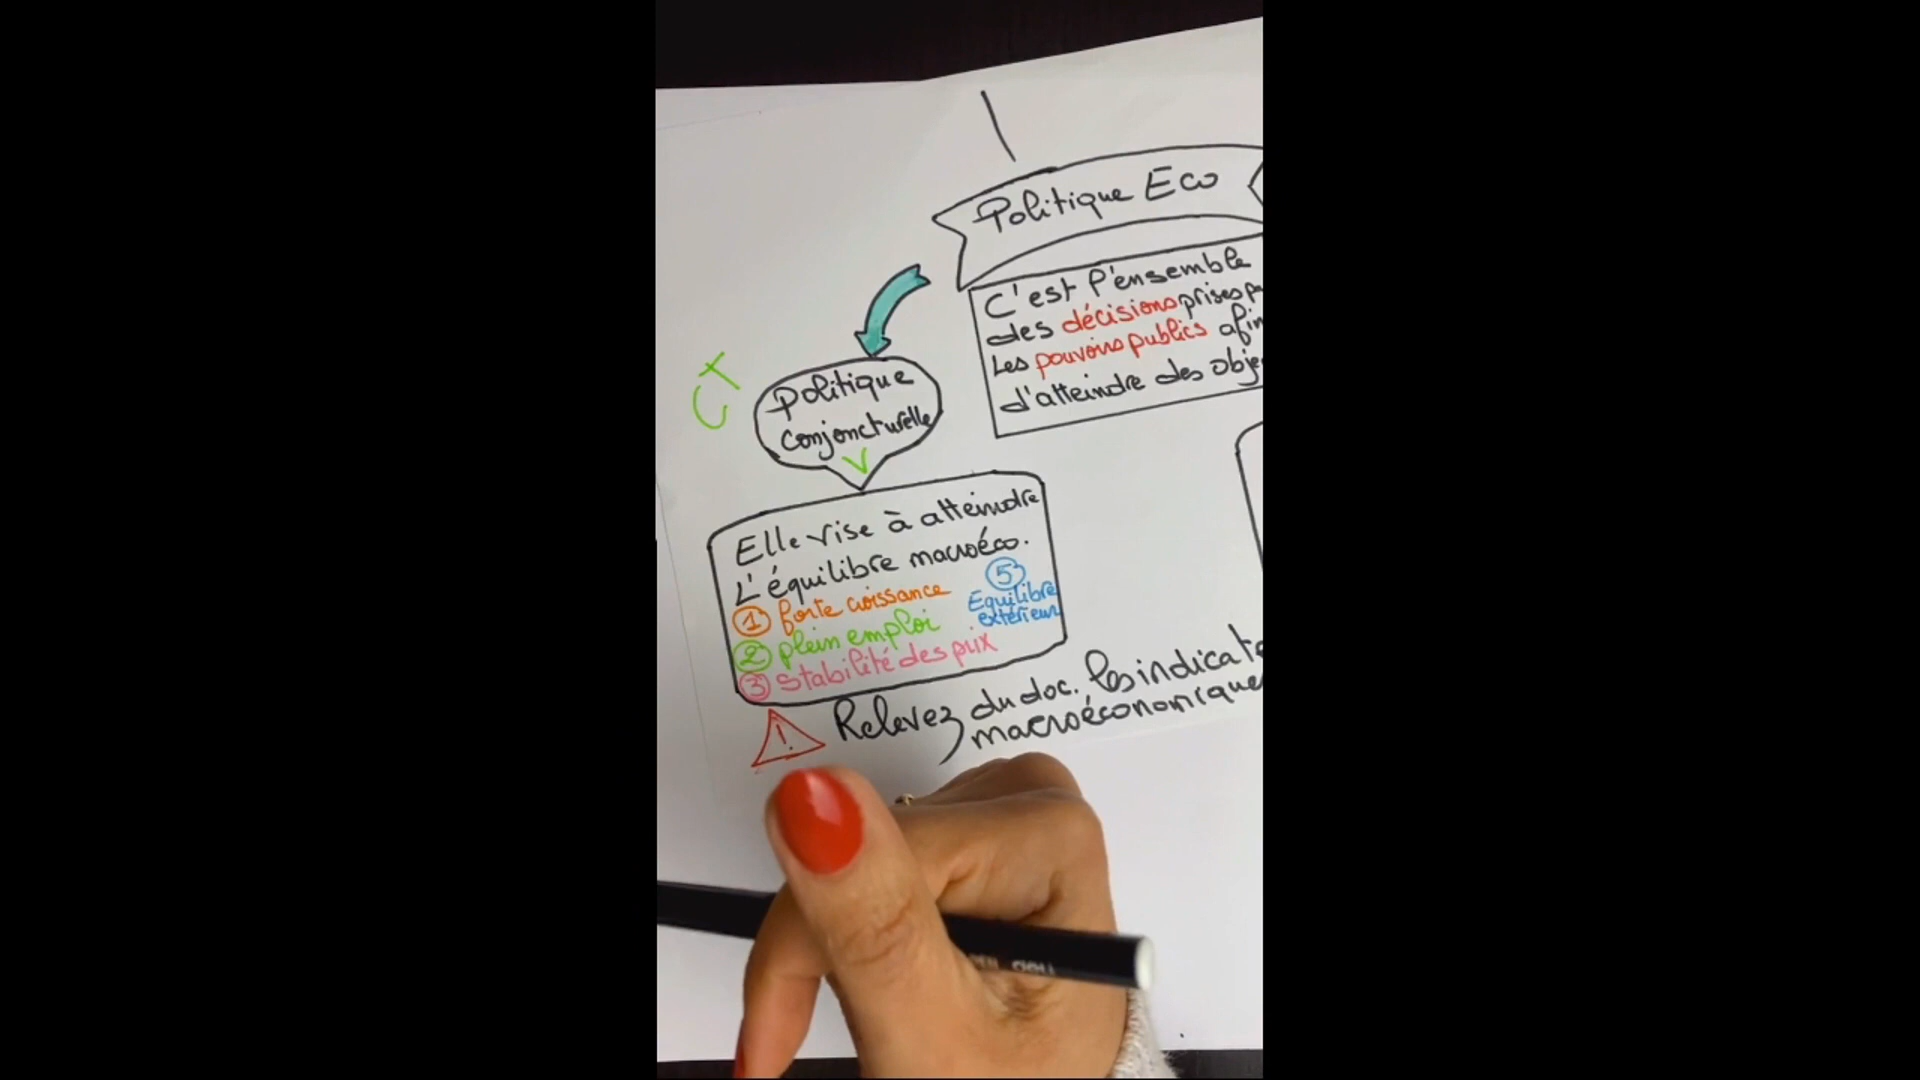 Politique Eco
C'est l'ensemble
des décisions prises
Les pouvoirs publics afin
d'atteindre des
CT
Politique
conjoncturelle
Elle vise à atteindre
L'équilibre macroéco.
① forte croissance
② plein emploi
③ Stabilité des prix
⑤
Equilibre
extérieur
! Relevez du doc. les
macroéconomique
deli